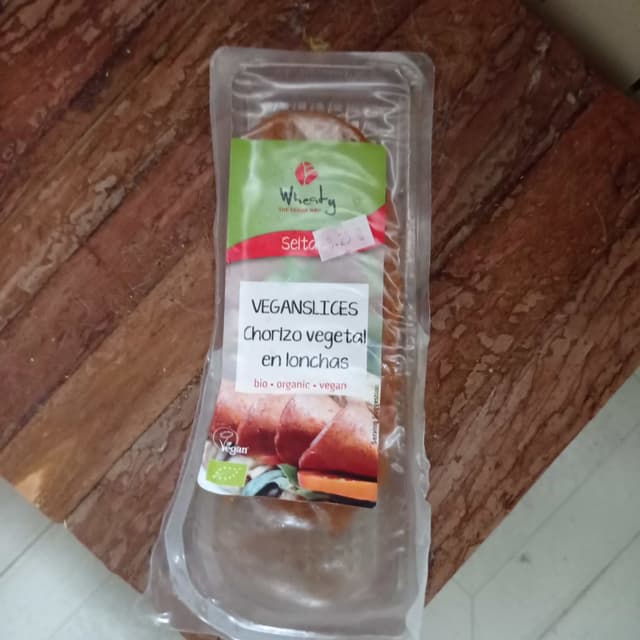 Wheaty
VEGANSLICES
Chorizo vegetal
en lonchas
bio • organic • vegan
Vegan